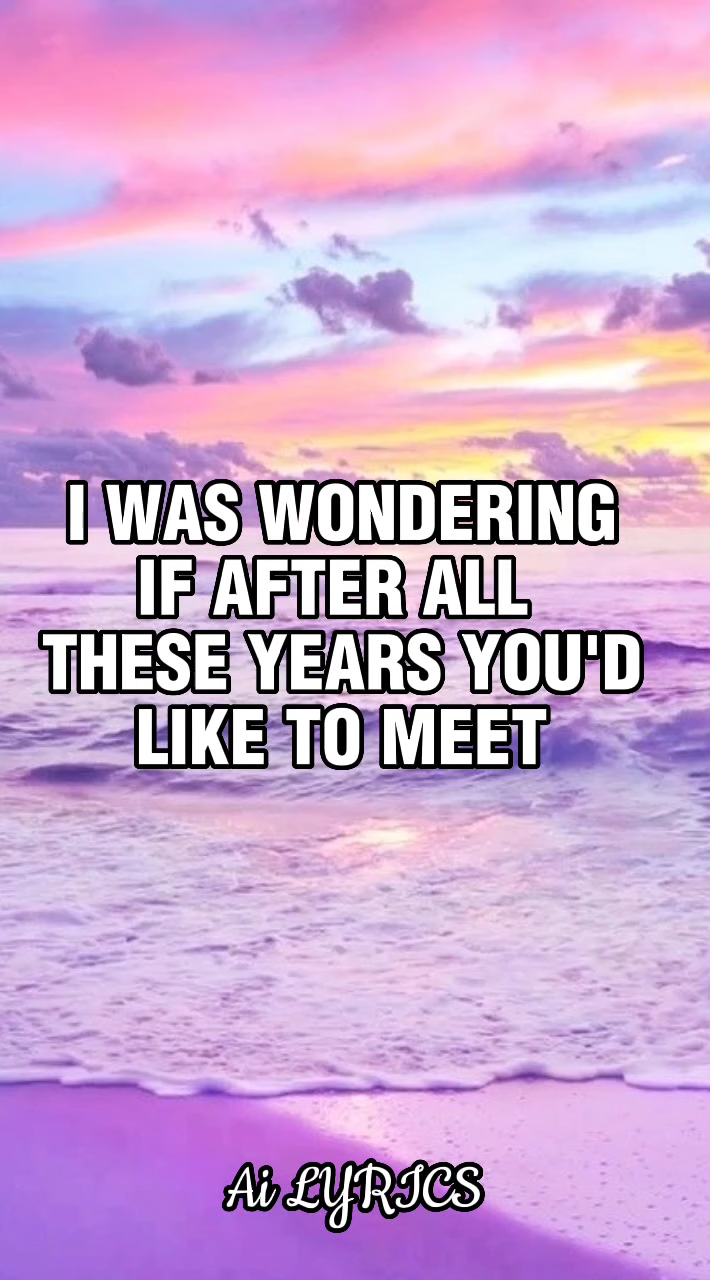 I WAS WONDERING
IF AFTER ALL
THESE YEARS YOU'D
LIKE TO MEET
Ai LYRICS